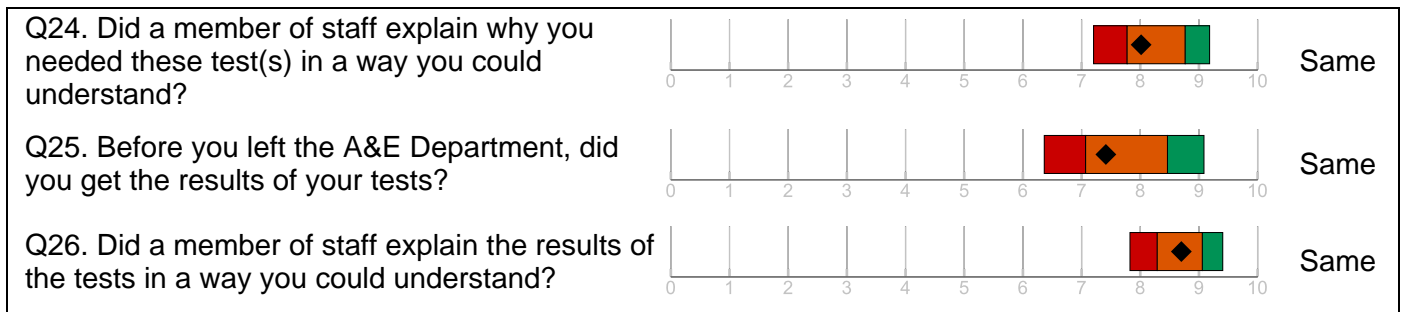 Q24. Did a member of staff explain why you
needed these test(s) in a way you could
understand?
0 1 2 3 4 5 6 7 8 9 10
Same
Q25. Before you left the A&E Department, did
you get the results of your tests?
0 1 2 3 4 5 6 7 8 9 10
Same
Q26. Did a member of staff explain the results of
the tests in a way you could understand?
0 1 2 3 4 5 6 7 8 9 10
Same